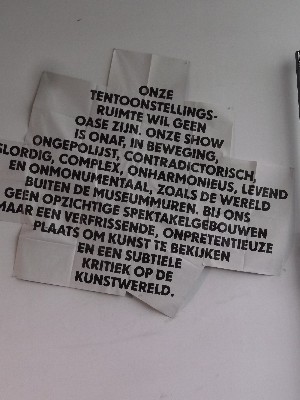 ONZE
TENTOONSTELLINGS-
RUIMTE WIL GEEN
OASE ZIJN. ONZE SHOW
IS ONAF, IN BEWEGING,
ONGEPOLIJST, CONTRADICTORISCH,
SLORDIG, COMPLEX, ONHARMONIEUS, LEVEND
EN ONMONUMENTAAL, ZOALS DE WERELD
BUITEN DE MUSEUMMUREN. BIJ ONS
GEEN OPZICHTIGE SPEKTAKELGEBOUWEN
MAAR EEN VERFRISSENDE, ONPRETENTIEUZE
PLAATS OM KUNST TE BEKIJKEN
EN EEN SUBTIELE
KRITIEK OP DE
KUNSTWERELD.